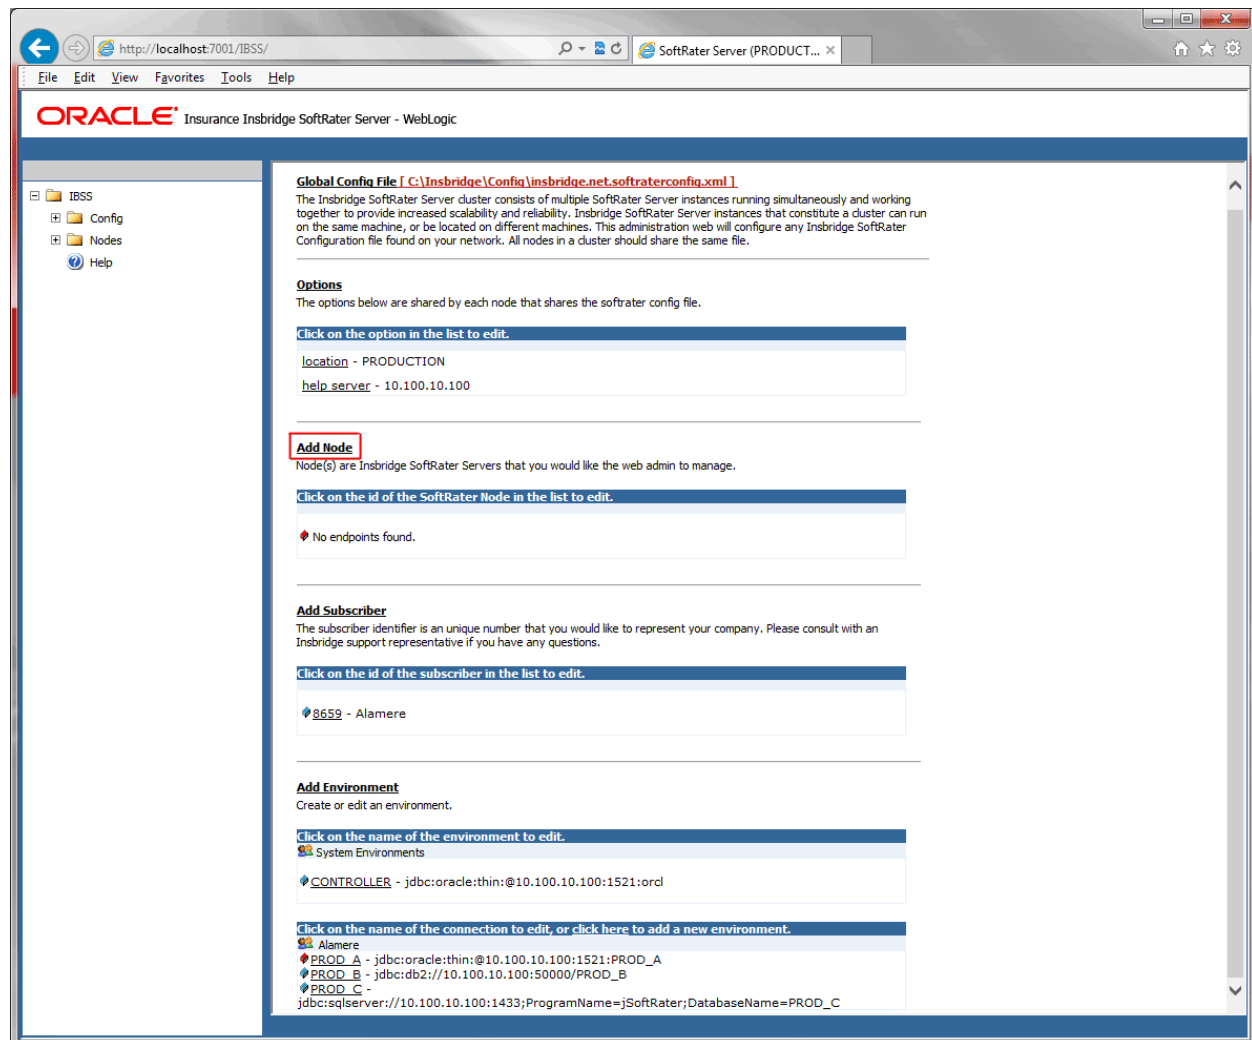 http://localhost:7001/IBSS/
SoftRater Server (PRODUCT...
File Edit View Favorites Tools Help
ORACLE Insurance Insbridge SoftRater Server - WebLogic
IBSS
Config
Nodes
Help
Global Config File [ C:\Insbridge\Config\insbridge.net.softraterconfig.xml ]
The Insbridge SoftRater Server cluster consists of multiple SoftRater Server instances running simultaneously and working
together to provide increased scalability and reliability. Insbridge SoftRater Server instances that constitute a cluster can run
on the same machine, or be located on different machines. This administration web will configure any Insbridge SoftRater
Configuration file found on your network. All nodes in a cluster should share the same file.
Options
The options below are shared by each node that shares the softrater config file.
Click on the option in the list to edit.
location - PRODUCTION
help server - 10.100.10.100
Add Node
Node(s) are Insbridge SoftRater Servers that you would like the web admin to manage.
Click on the id of the SoftRater Node in the list to edit.
No endpoints found.
Add Subscriber
The subscriber identifier is an unique number that you would like to represent your company. Please consult with an
Insbridge support representative if you have any questions.
Click on the id of the subscriber in the list to edit.
8659 - Alamere
Add Environment
Create or edit an environment.
Click on the name of the environment to edit.
System Environments
CONTROLLER - jdbc:oracle:thin:@10.100.10.100:1521:orcl
Click on the name of the connection to edit, or click here to add a new environment.
Alamere
PROD_A - jdbc:oracle:thin:@10.100.10.100:1521:PROD_A
PROD_B - jdbc:db2://10.100.10.100:50000/PROD_B
PROD_C -
jdbc:sqlserver://10.100.10.100:1433;ProgramName=jSoftRater;DatabaseName=PROD_C